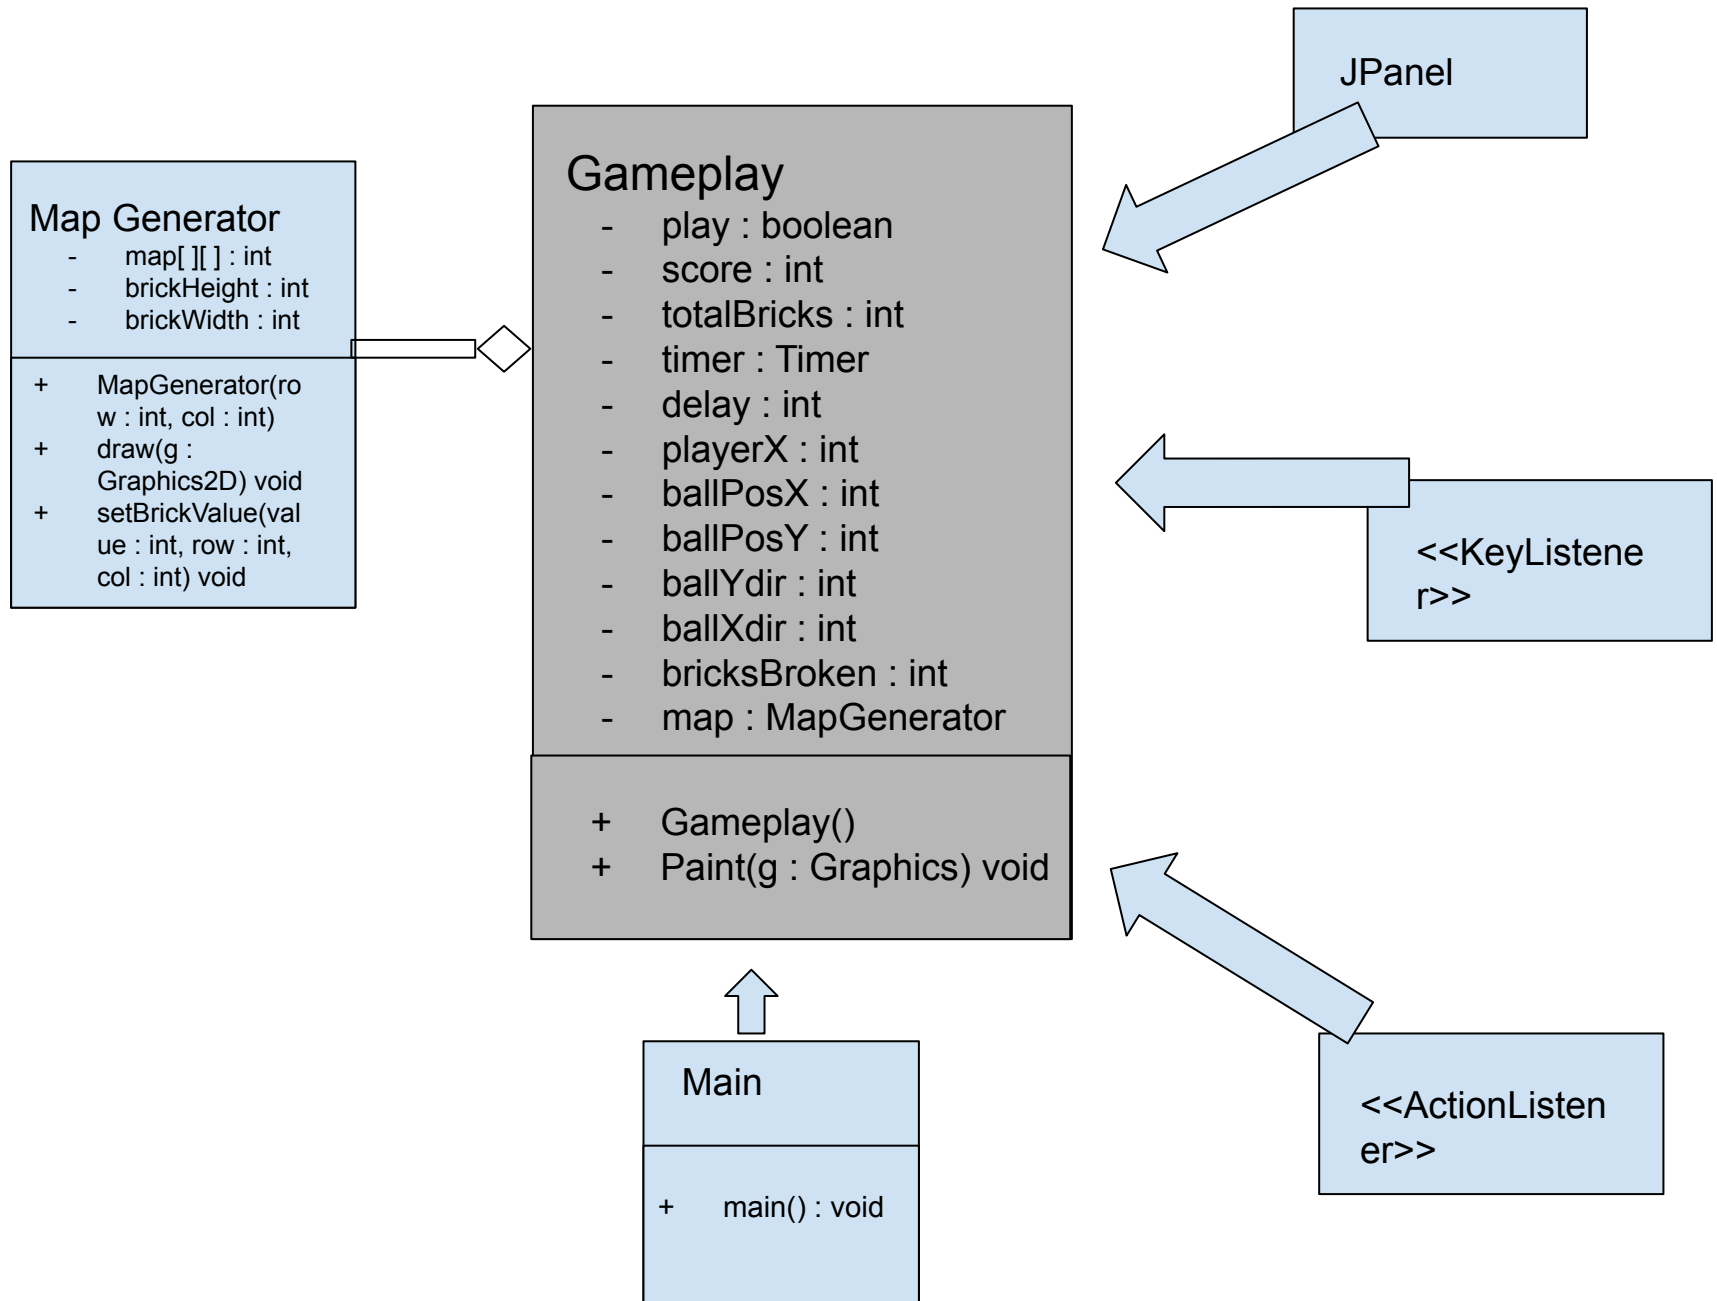 JPanel
Map Generator
- map[ ][ ] : int
- brickHeight : int
- brickWidth : int
+ MapGenerator(ro
w : int, col : int)
+ draw(g :
Graphics2D) void
+ setBrickValue(val
ue : int, row : int,
col : int) void
Gameplay
- play : boolean
- score : int
- totalBricks : int
- timer : Timer
- delay : int
- playerX : int
- ballPosX : int
- ballPosY : int
- ballYdir : int
- ballXdir : int
- bricksBroken : int
- map : MapGenerator
+ Gameplay()
+ Paint(g : Graphics) void
<<KeyListene
r>>
<<ActionListen
er>>
Main
+ main() : void